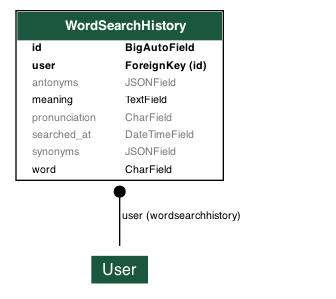 WordSearchHistory
id BigAutoField
user ForeignKey (id)
antonyms JSONField
meaning TextField
pronunciation CharField
searched_at DateTimeField
synonyms JSONField
word CharField
user (wordsearchhistory)
User